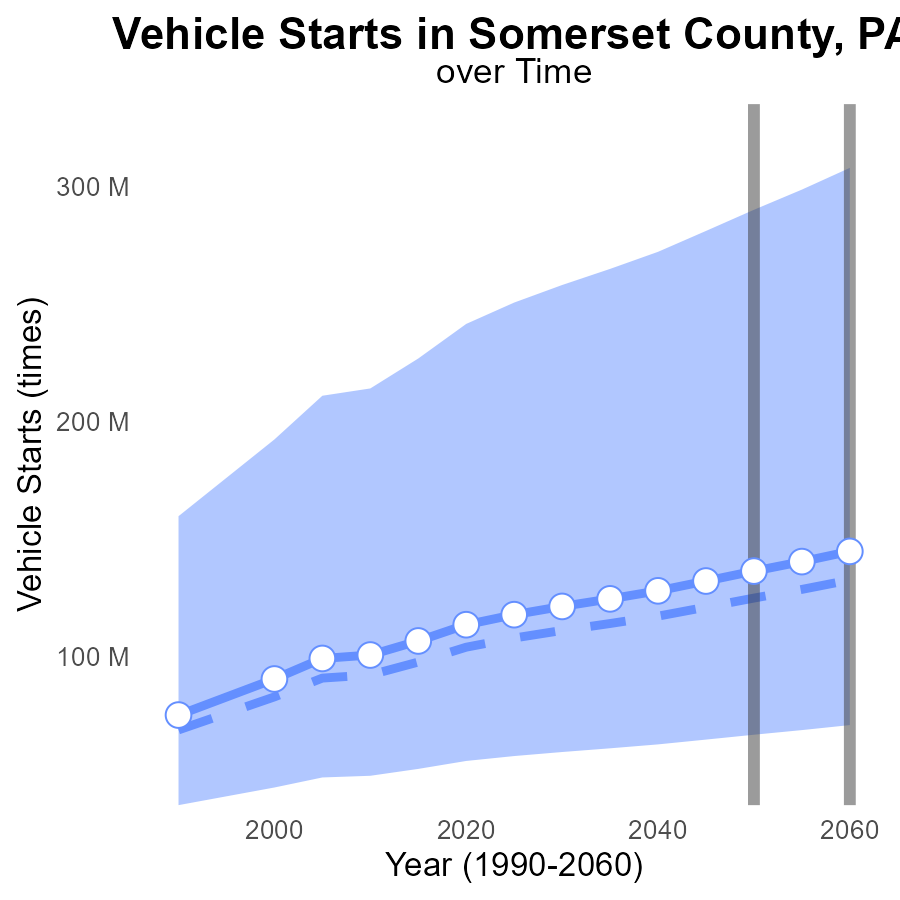 Vehicle Starts in Somerset County, PA
over Time
300 M
200 M
100 M
Vehicle Starts (times)
2000 2020 2040 2060
Year (1990-2060)